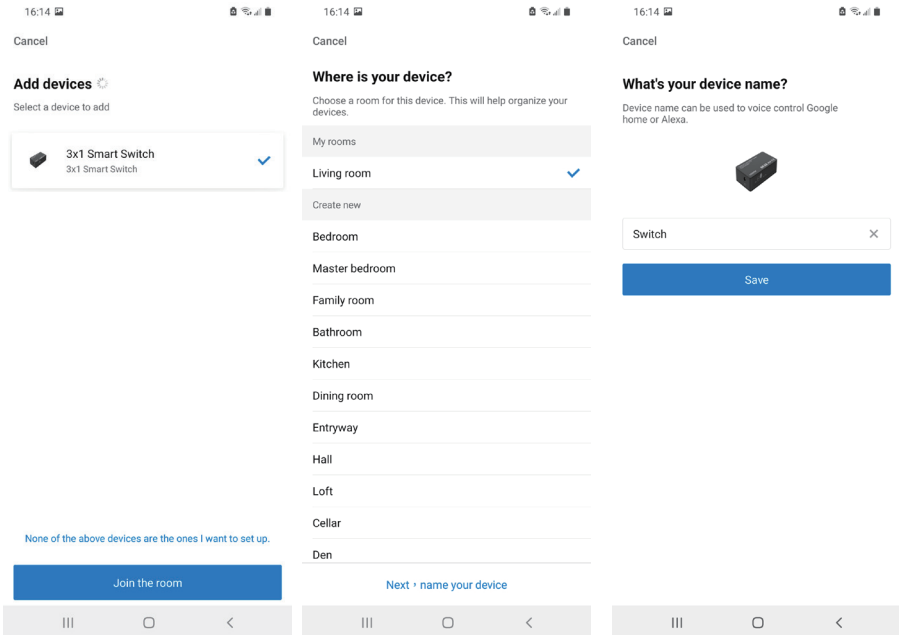 16:14
Cancel
Add devices
Select a device to add
3x1 Smart Switch
3x1 Smart Switch
None of the above devices are the ones I want to set up.
Join the room
16:14
Cancel
Where is your device?
Choose a room for this device. This will help organize your
devices.
My rooms
Living room
Create new
Bedroom
Master bedroom
Family room
Bathroom
Kitchen
Dining room
Entryway
Hall
Loft
Cellar
Den
Next, name your device
16:14
Cancel
What's your device name?
Device name can be used to voice control Google
home or Alexa.
Switch
Save